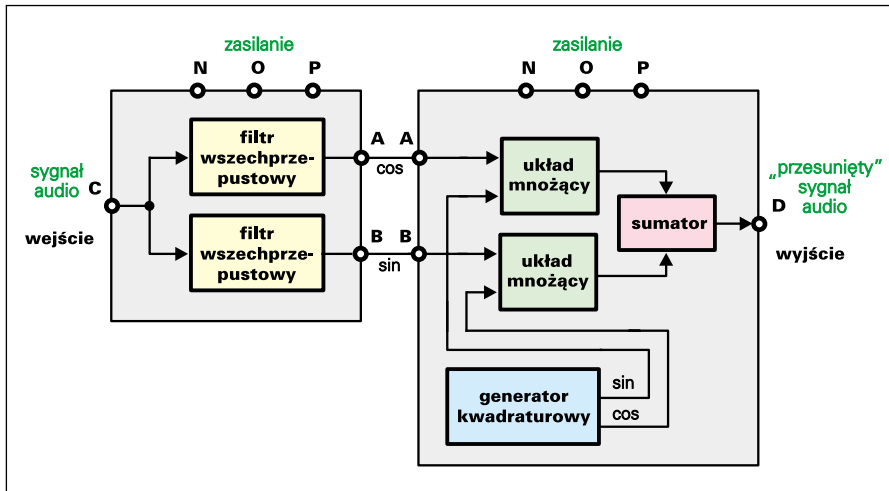 zasilanie
N O P
zasilanie
N O P
sygnał
audio
C
wejście
filtr
wszechprze-
pustowy
filtr
wszechprze-
pustowy
A A
cos
B B
sin
układ
mnożący
układ
mnożący
sumator
generator
kwadraturowy
sin
cos
„przesunięty”
sygnał
audio
D
wyjście